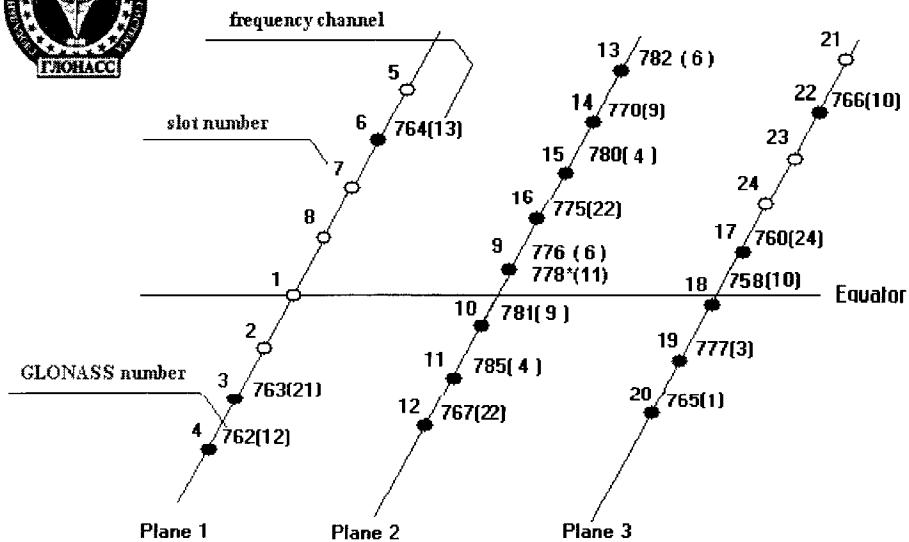 ГЛОНАСС
frequency channel
slot number
GLONASS number
5
6 764(13)
7
8
1
2
3 763(21)
4 762(12)
Plane 1
13 782 (6)
14 770(9)
15 780(4)
16 775(22)
9 776 (6)
778*(11)
10 781(9)
11 785(4)
12 767(22)
Plane 2
21
22 766(10)
23
24
17 760(24)
18 758(10)
19 777(3)
20 765(1)
Plane 3
Equator